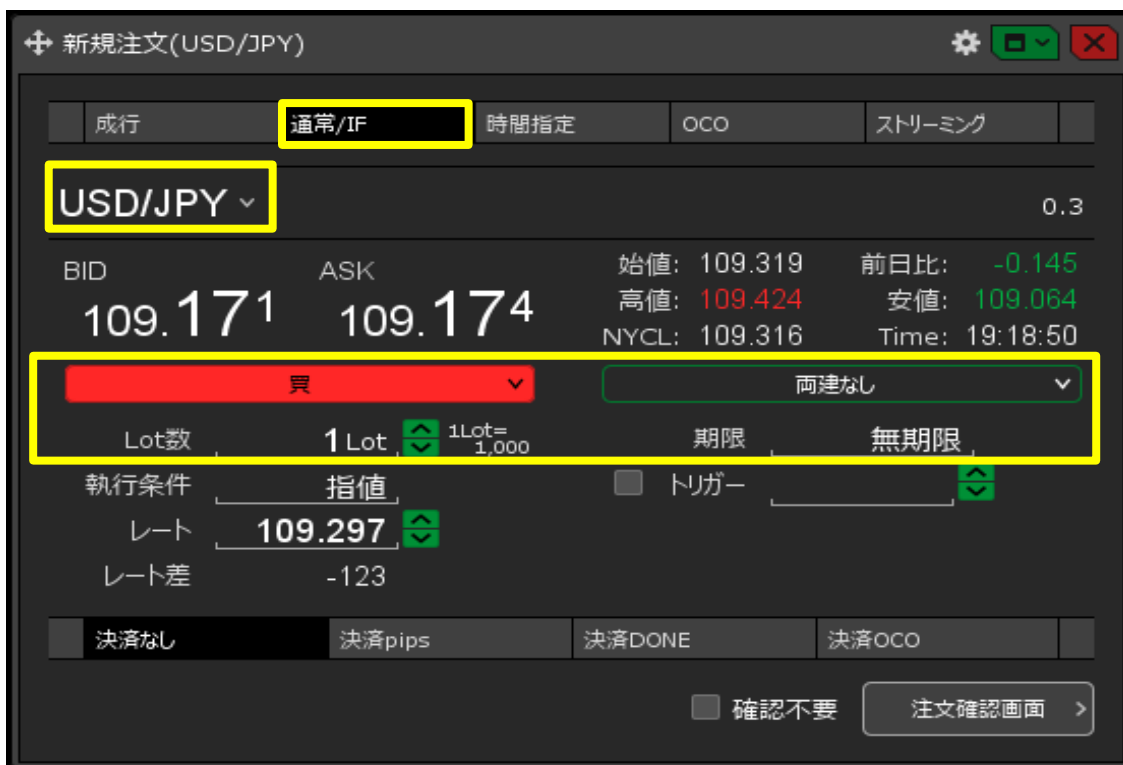 新規注文(USD/JPY)
成行 通常/IF 時間指定 OCO ストリーミング
USD/JPY 0.3
BID ASK 始値: 109.319 前日比: -0.145
109.171 109.174 高値: 109.424 安値: 109.064
NYCL: 109.316 Time: 19:18:50
買 両建なし
Lot数 1 Lot 1Lot= 1,000 期限 無期限
執行条件 指値 トリガー
レート 109.297
レート差 -123
決済なし 決済pips 決済DONE 決済OCO
確認不要 注文確認画面 >